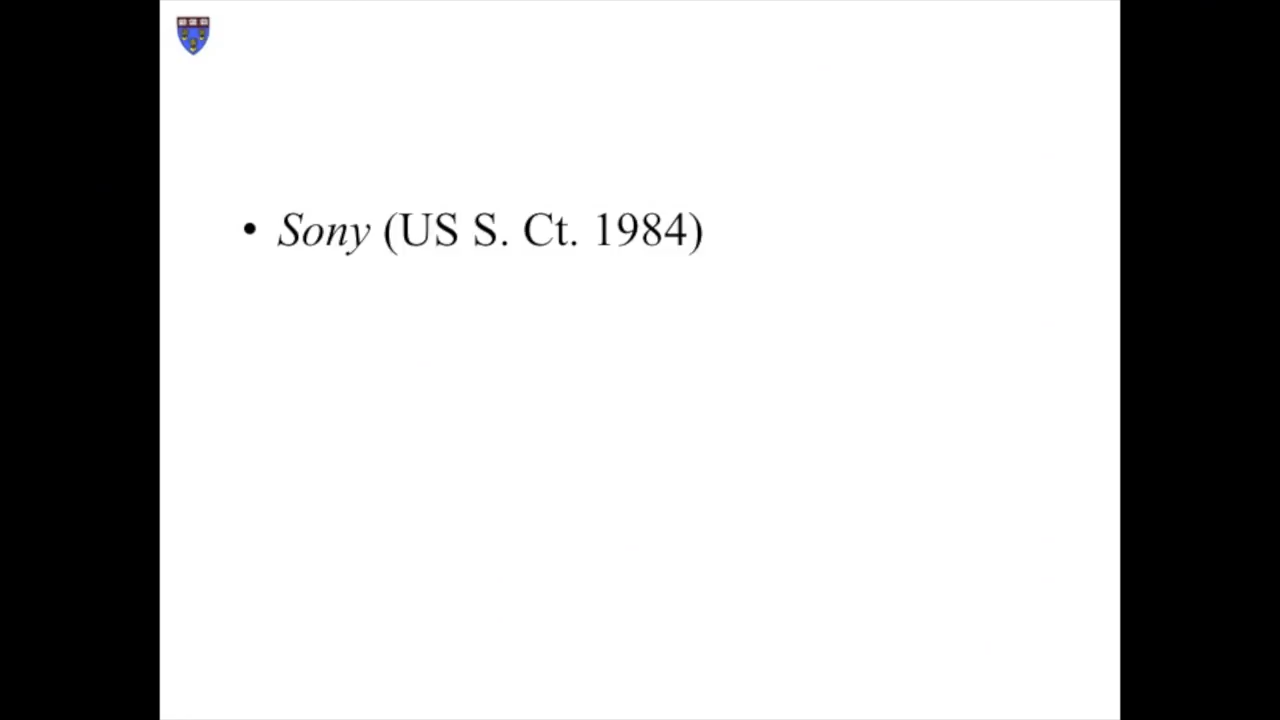 • Sony (US S. Ct. 1984)